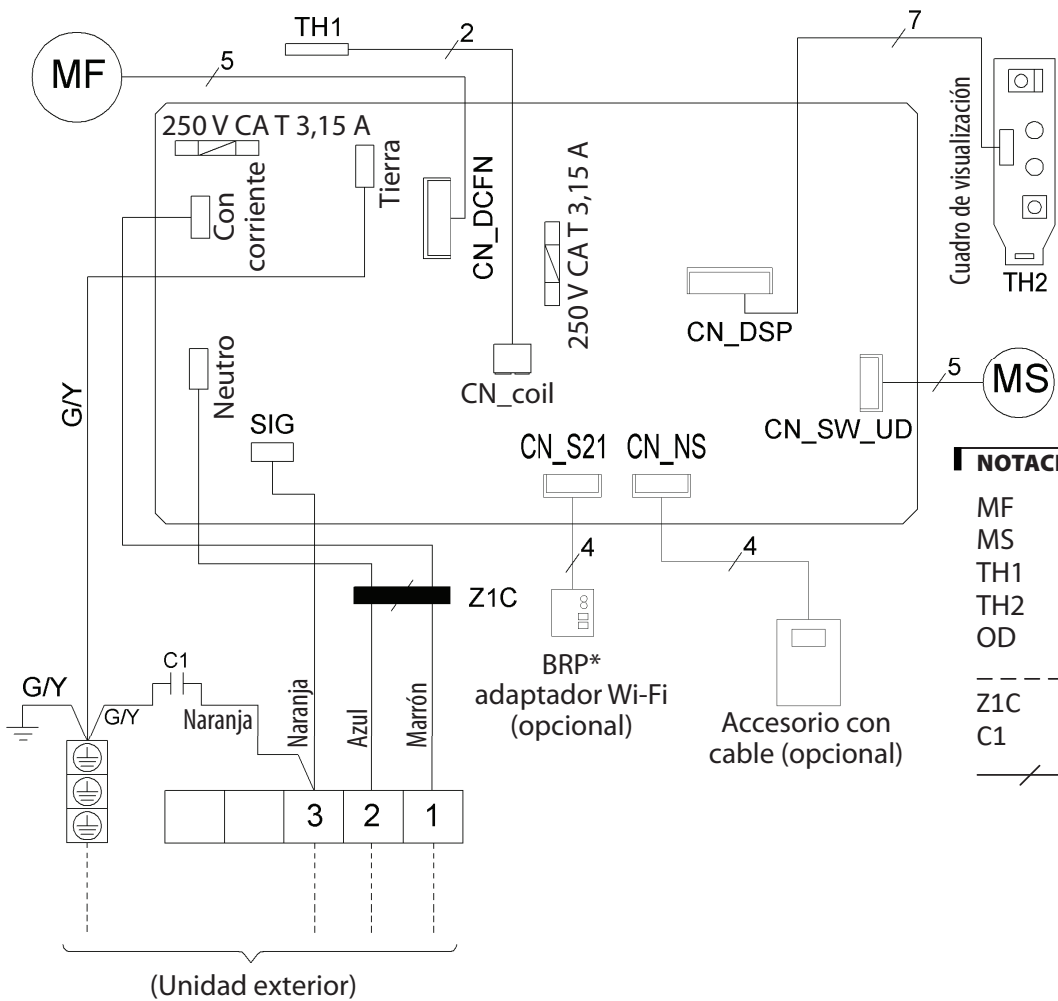 TH1
2
7
MF
5
250 V CA T 3,15 A
Con
corriente
Tierra
CN_DCFN
250 V CA T 3,15 A
Cuadro de visualización
TH2
CN_DSP
Neutro
G/Y
SIG
CN_coil
5
MS
CN_SW_UD
CN_S21
CN_NS
4
4
Z1C
BRP*
adaptador Wi-Fi
(opcional)
Accesorio con
cable (opcional)
C1
G/Y
G/Y
Naranja
Naranja
Azul
Marrón
3
2
1
(Unidad exterior)
MF
MS
TH1
TH2
OD
Z1C
C1